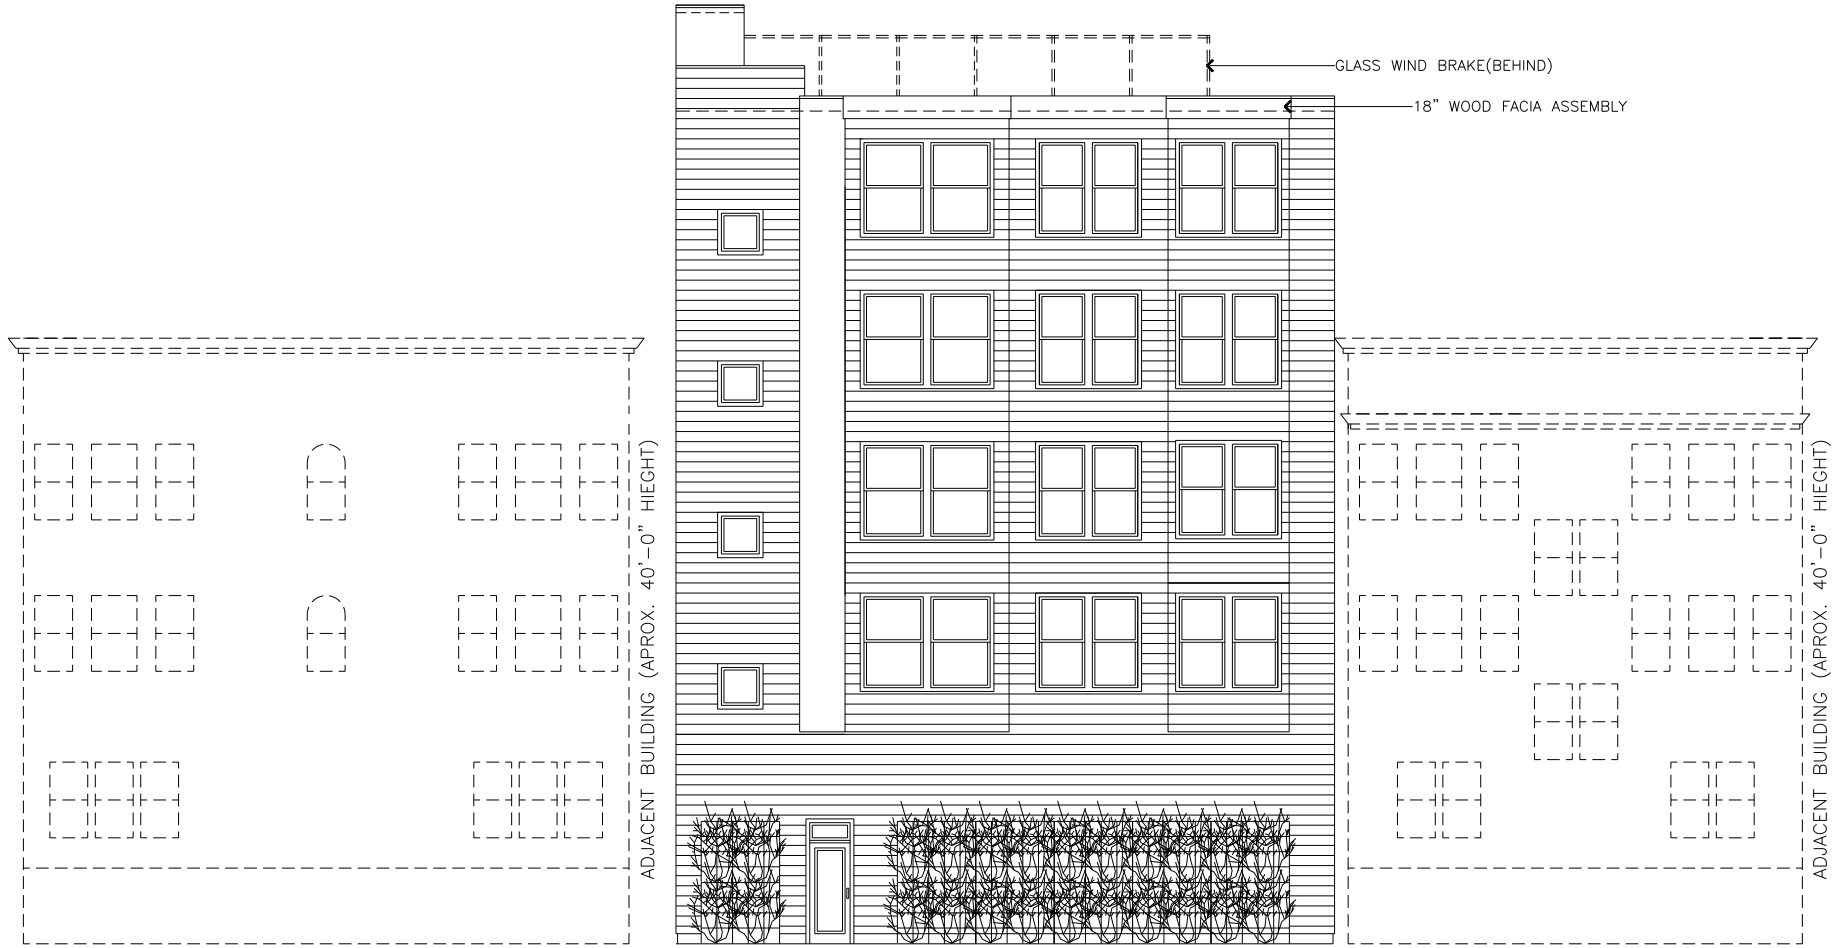 GLASS WIND BRAKE(BEHIND)
18" WOOD FACIA ASSEMBLY
ADJACENT BUILDING (APROX. 40'-0" HIEGHT)
ADJACENT BUILDING (APROX. 40'-0" HIEGHT)